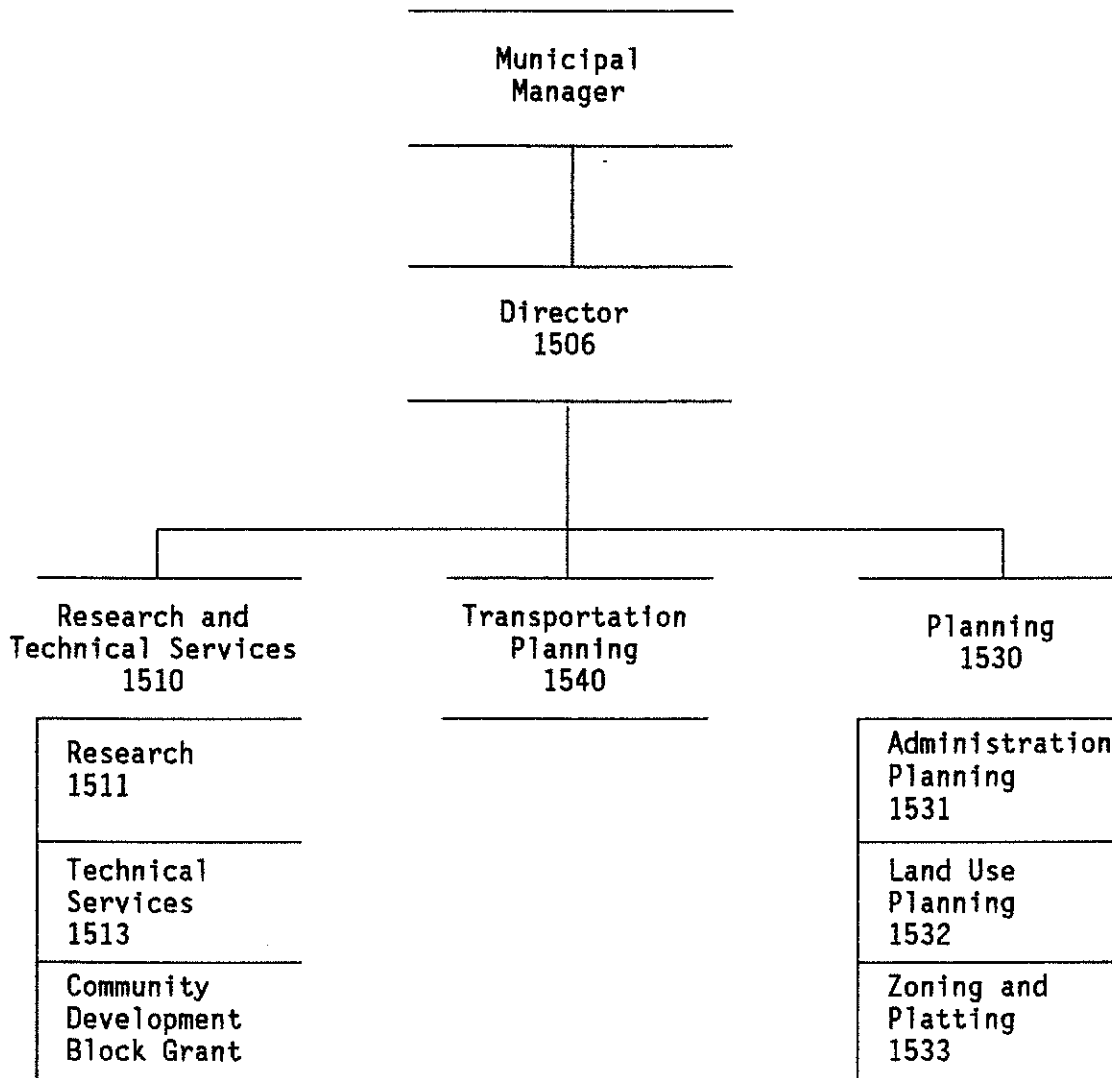 Municipal
Manager
Director
1506
Research and
Technical Services
1510
Transportation
Planning
1540
Planning
1530
Research
1511
Technical
Services
1513
Community
Development
Block Grant
Administration
Planning
1531
Land Use
Planning
1532
Zoning and
Platting
1533